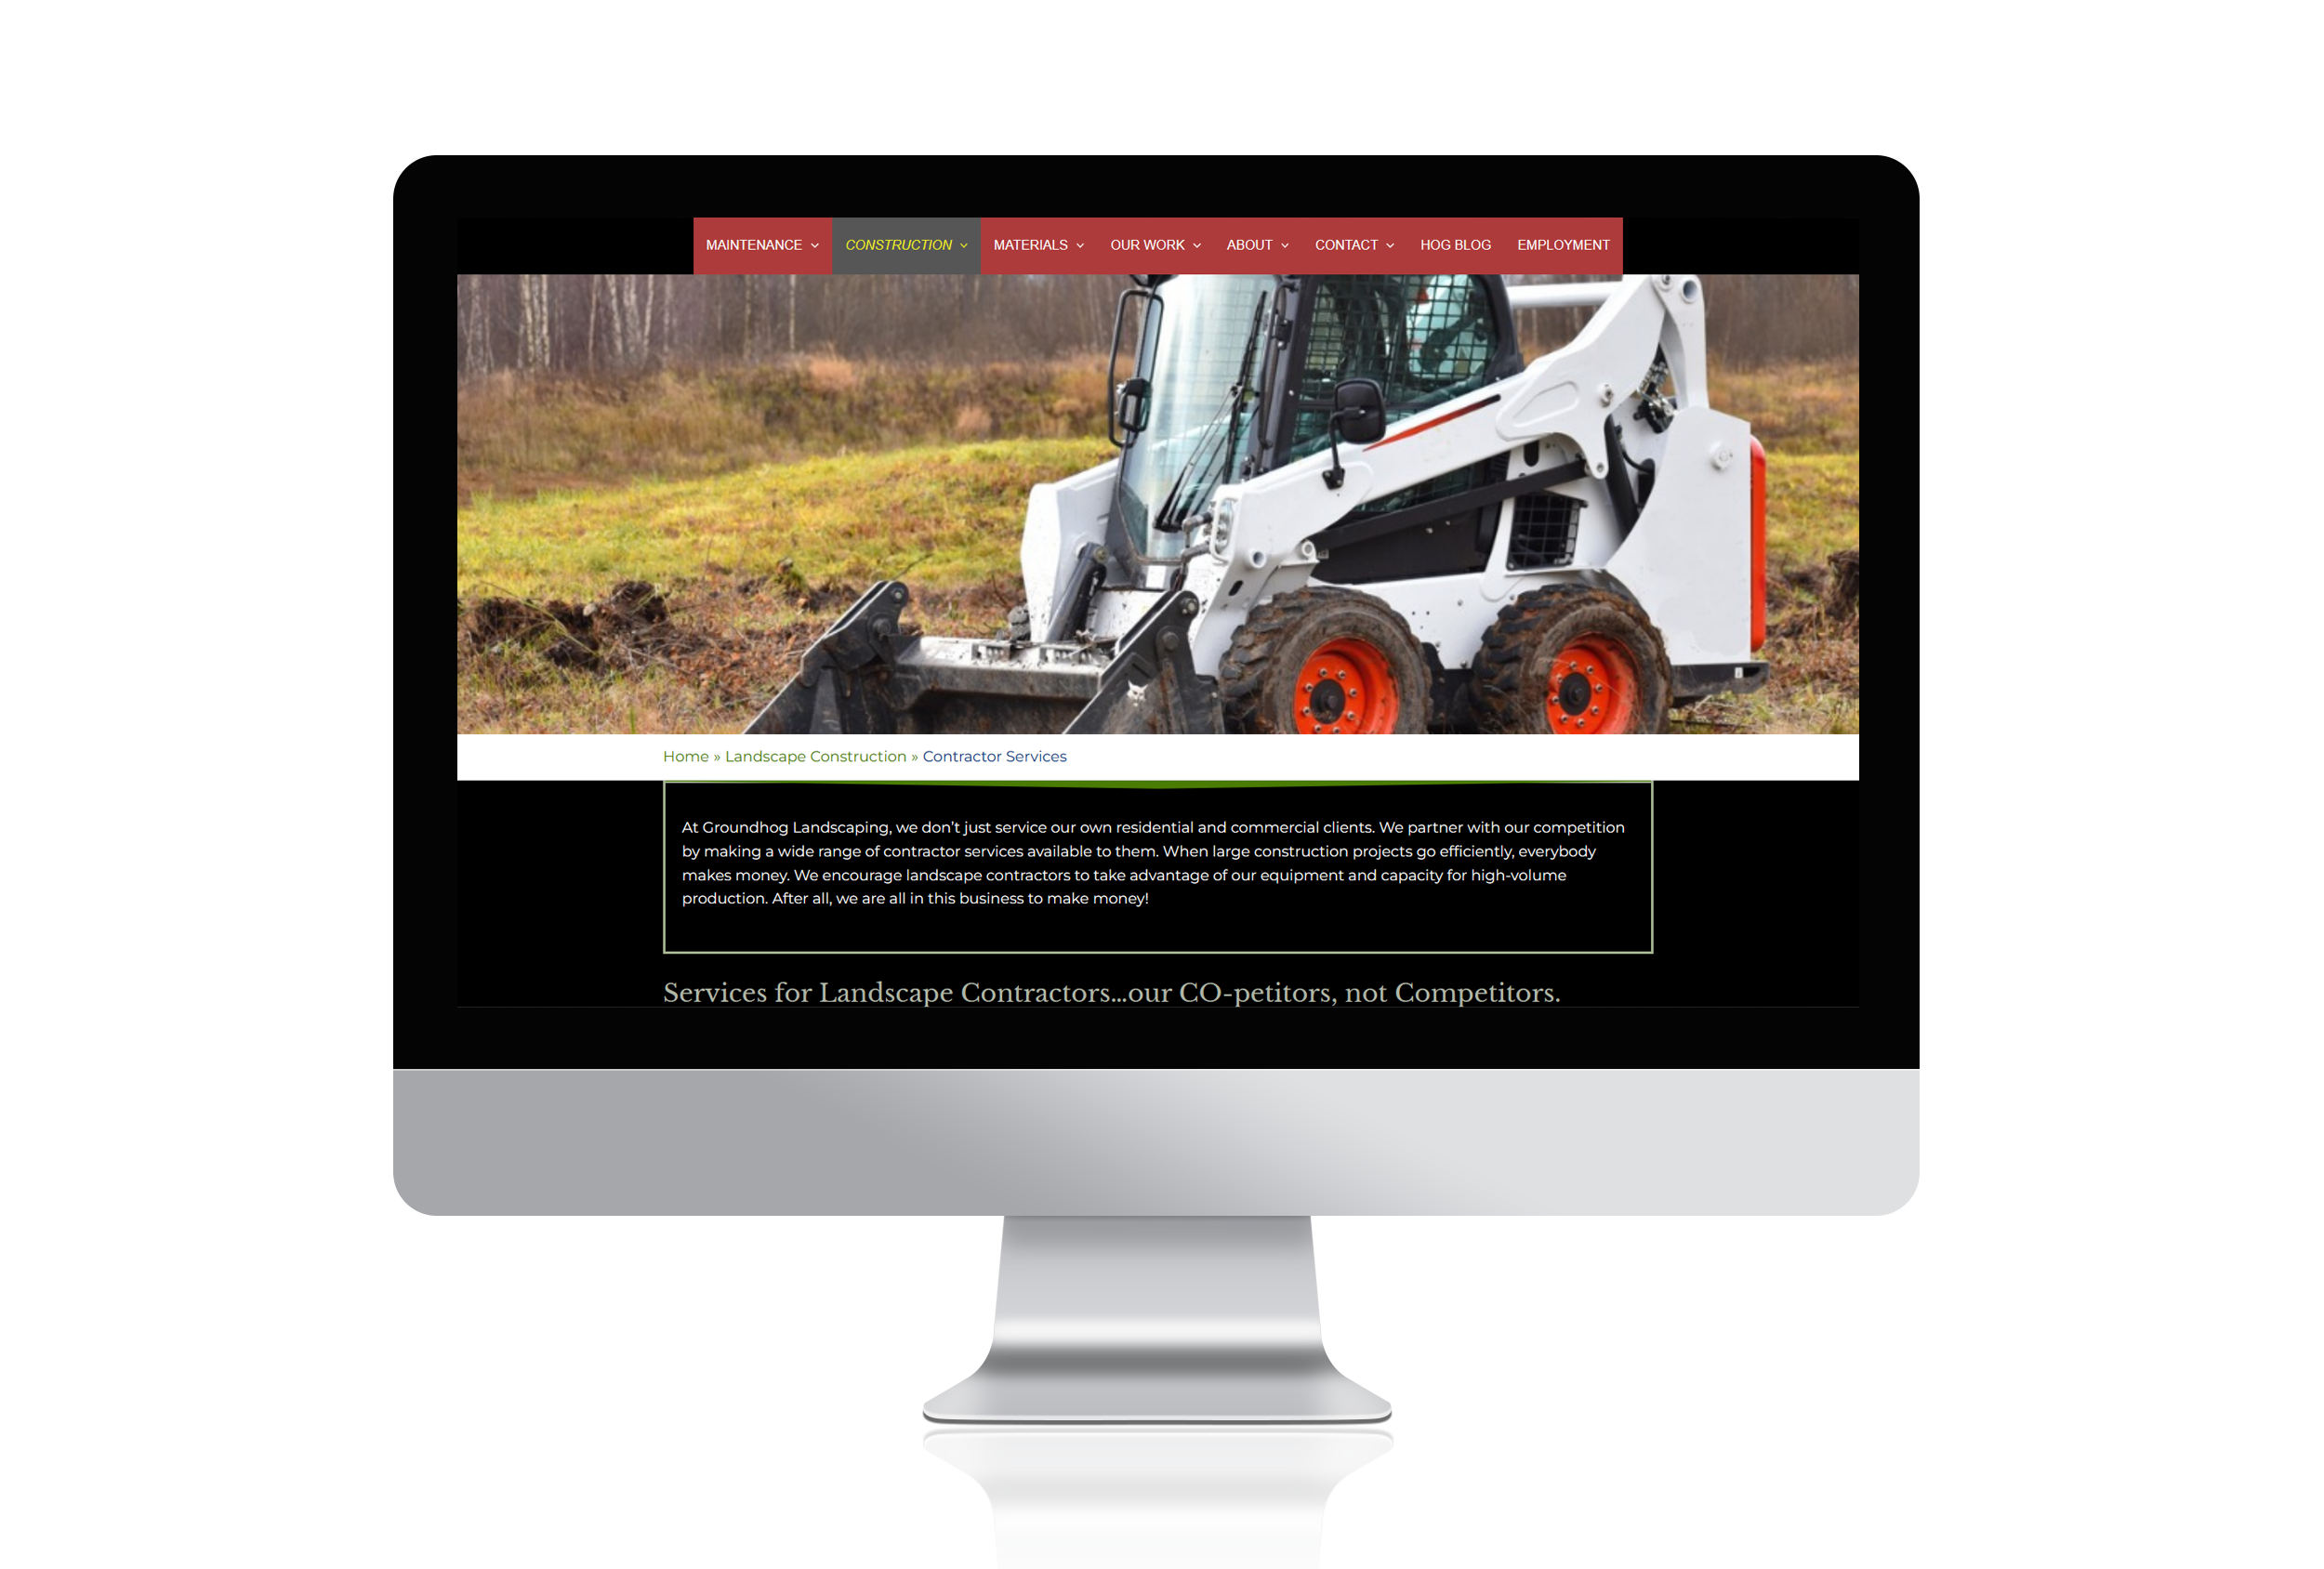 MAINTENANCE CONSTRUCTION MATERIALS OUR WORK ABOUT CONTACT HOG BLOG EMPLOYMENT
Home » Landscape Construction » Contractor Services
At Groundhog Landscaping, we don’t just service our own residential and commercial clients. We partner with our competition
by making a wide range of contractor services available to them. When large construction projects go efficiently, everybody
makes money. We encourage landscape contractors to take advantage of our equipment and capacity for high-volume
production. After all, we are all in this business to make money!
Services for Landscape Contractors…our CO-petitors, not Competitors.